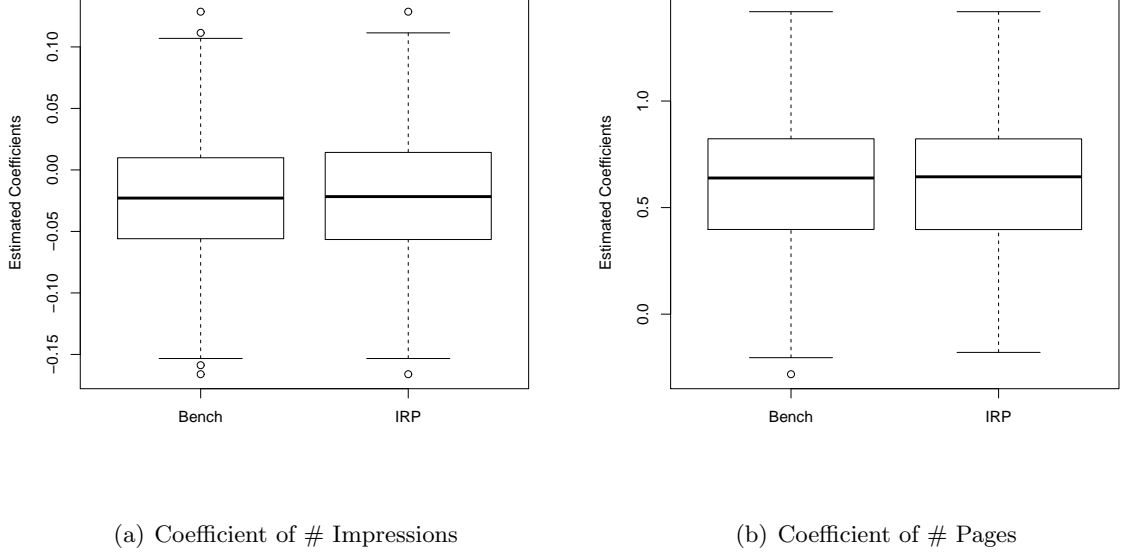 Estimated Coefficients
0.10
0.05
0.00
−0.05
−0.10
−0.15
Bench
IRP
(a) Coefficient of # Impressions
Estimated Coefficients
1.0
0.5
0.0
Bench
IRP
(b) Coefficient of # Pages